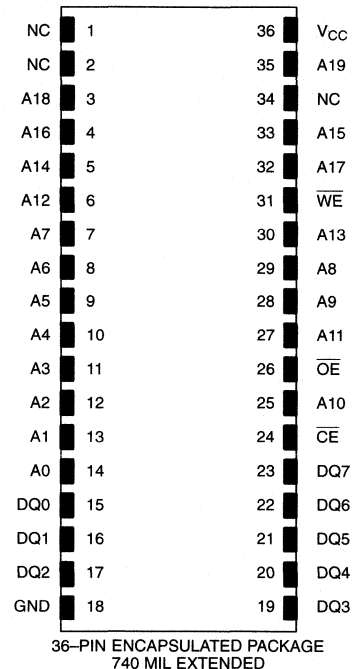 NC 1 36 VCC
NC 2 35 A19
A18 3 34 NC
A16 4 33 A15
A14 5 32 A17
A12 6 31 W̅E̅
A7 7 30 A13
A6 8 29 A8
A5 9 28 A9
A4 10 27 A11
A3 11 26 O̅E̅
A2 12 25 A10
A1 13 24 C̅E̅
A0 14 23 DQ7
DQ0 15 22 DQ6
DQ1 16 21 DQ5
DQ2 17 20 DQ4
GND 18 19 DQ3
36–PIN ENCAPSULATED PACKAGE
740 MIL EXTENDED